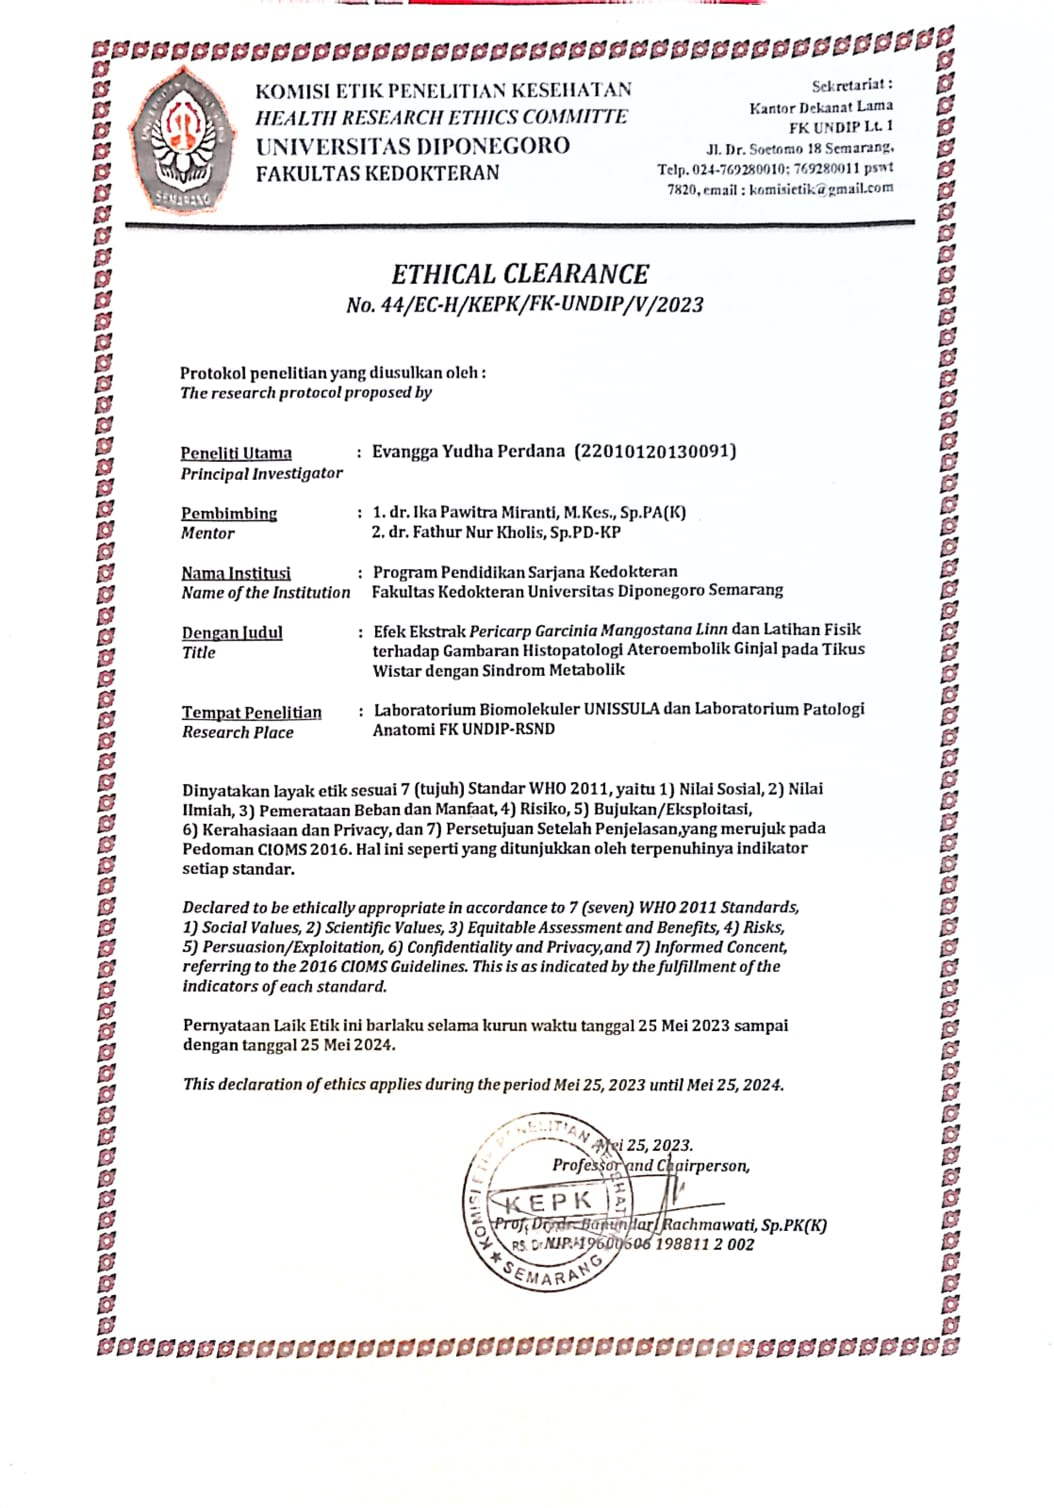 KOMISI ETIK PENELITIAN KESEHATAN
HEALTH RESEARCH ETHICS COMMITTE
UNIVERSITAS DIPONEGORO
FAKULTAS KEDOKTERAN
SEMARANG
Sekretariat :
Kantor Dekanat Lama
FK UNDIP Lt. 1
Jl. Dr. Soetomo 18 Semarang,
Telp. 024-769280010; 769280011 pswt
7820, email : komisietik@gmail.com
ETHICAL CLEARANCE
No. 44/EC-H/KEPK/FK-UNDIP/V/2023
Protokol penelitian yang diusulkan oleh :
The research protocol proposed by
Peneliti Utama : Evangga Yudha Perdana (22010120130091)
Principal Investigator
Pembimbing : 1. dr. Ika Pawitra Miranti, M.Kes., Sp.PA(K)
Mentor 2. dr. Fathur Nur Kholis, Sp.PD-KP
Nama Institusi : Program Pendidikan Sarjana Kedokteran
Name of the Institution Fakultas Kedokteran Universitas Diponegoro Semarang
Dengan Judul : Efek Ekstrak Pericarp Garcinia Mangostana Linn dan Latihan Fisik
Title terhadap Gambaran Histopatologi Ateroembolik Ginjal pada Tikus
Wistar dengan Sindrom Metabolik
Tempat Penelitian : Laboratorium Biomolekuler UNISSULA dan Laboratorium Patologi
Research Place Anatomi FK UNDIP-RSND
Dinyatakan layak etik sesuai 7 (tujuh) Standar WHO 2011, yaitu 1) Nilai Sosial, 2) Nilai
Ilmiah, 3) Pemerataan Beban dan Manfaat, 4) Risiko, 5) Bujukan/Eksploitasi,
6) Kerahasiaan dan Privacy, dan 7) Persetujuan Setelah Penjelasan,yang merujuk pada
Pedoman CIOMS 2016. Hal ini seperti yang ditunjukkan oleh terpenuhinya indikator
setiap standar.
Declared to be ethically appropriate in accordance to 7 (seven) WHO 2011 Standards,
1) Social Values, 2) Scientific Values, 3) Equitable Assessment and Benefits, 4) Risks,
5) Persuasion/Exploitation, 6) Confidentiality and Privacy,and 7) Informed Concent,
referring to the 2016 CIOMS Guidelines. This is as indicated by the fulfillment of the
indicators of each standard.
Pernyataan Laik Etik ini barlaku selama kurun waktu tanggal 25 Mei 2023 sampai
dengan tanggal 25 Mei 2024.
This declaration of ethics applies during the period Mei 25, 2023 until Mei 25, 2024.
Mei 25, 2023.
Professor and Chairperson,
KOMISI ETIK PENELITIAN KESEHATAN
KEPK
Prof. Dr. dr. Banundari Rachmawati, Sp.PK(K)
NIP. 19600606 198811 2 002
SEMARANG